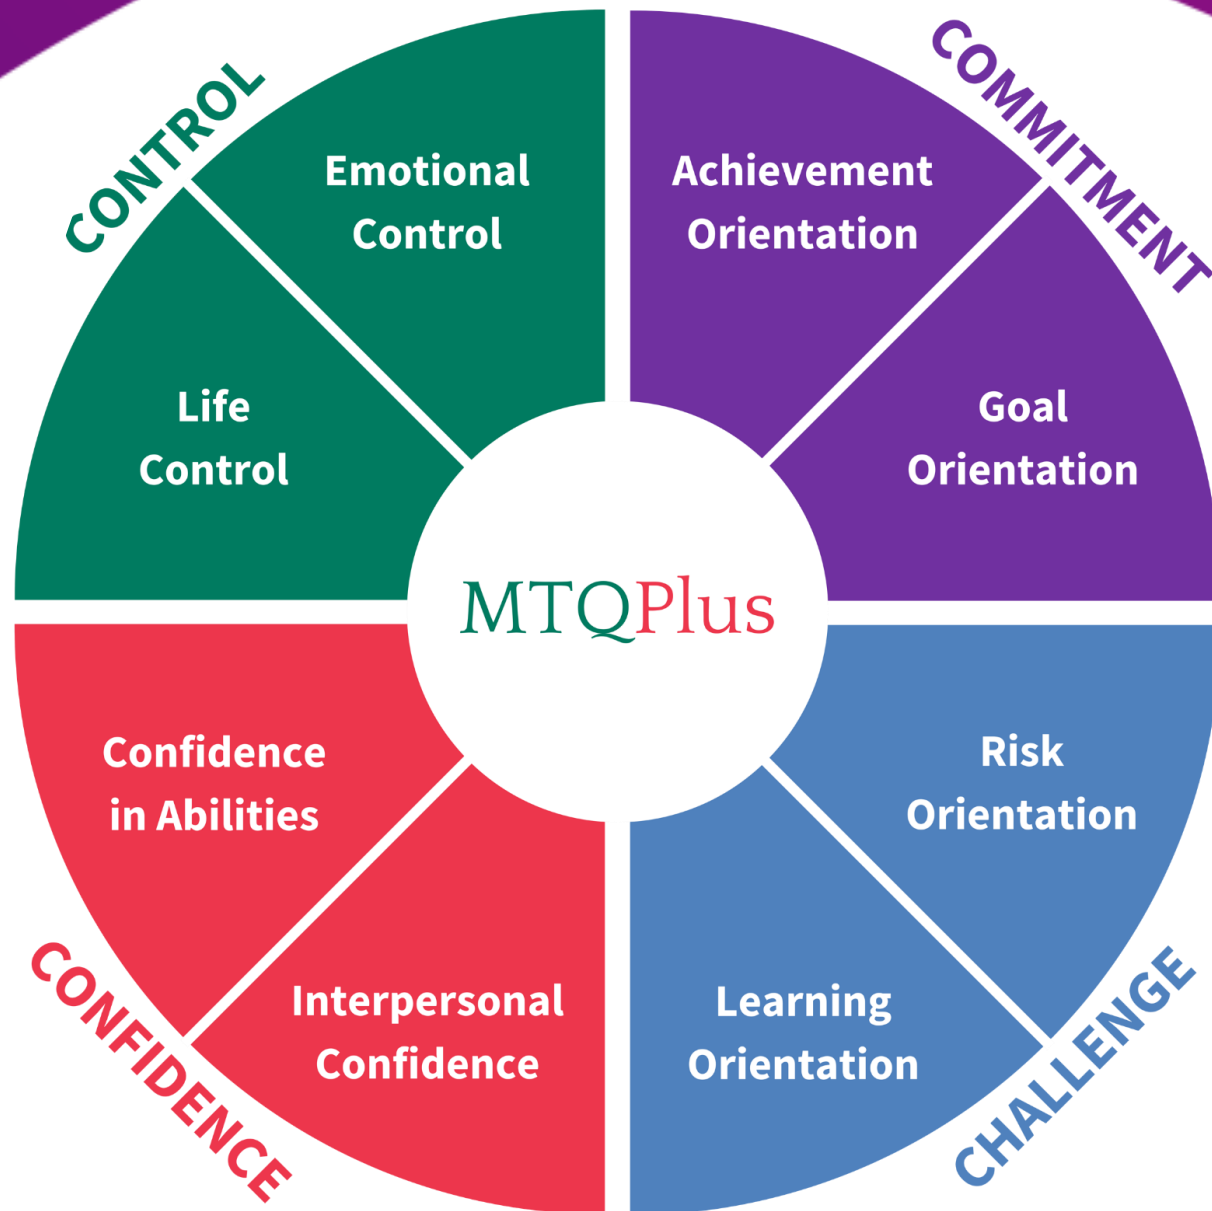 CONTROL
COMMITMENT
Emotional
Control
Achievement
Orientation
Life
Control
Goal
Orientation
MTQPlus
Confidence
in Abilities
Risk
Orientation
Interpersonal
Confidence
Learning
Orientation
CONFIDENCE
CHALLENGE